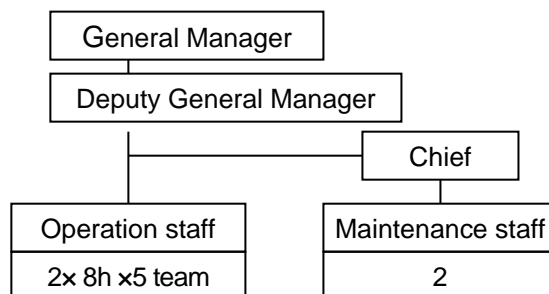 General Manager
Deputy General Manager
Chief
Operation staff
Maintenance staff
2× 8h ×5 team
2